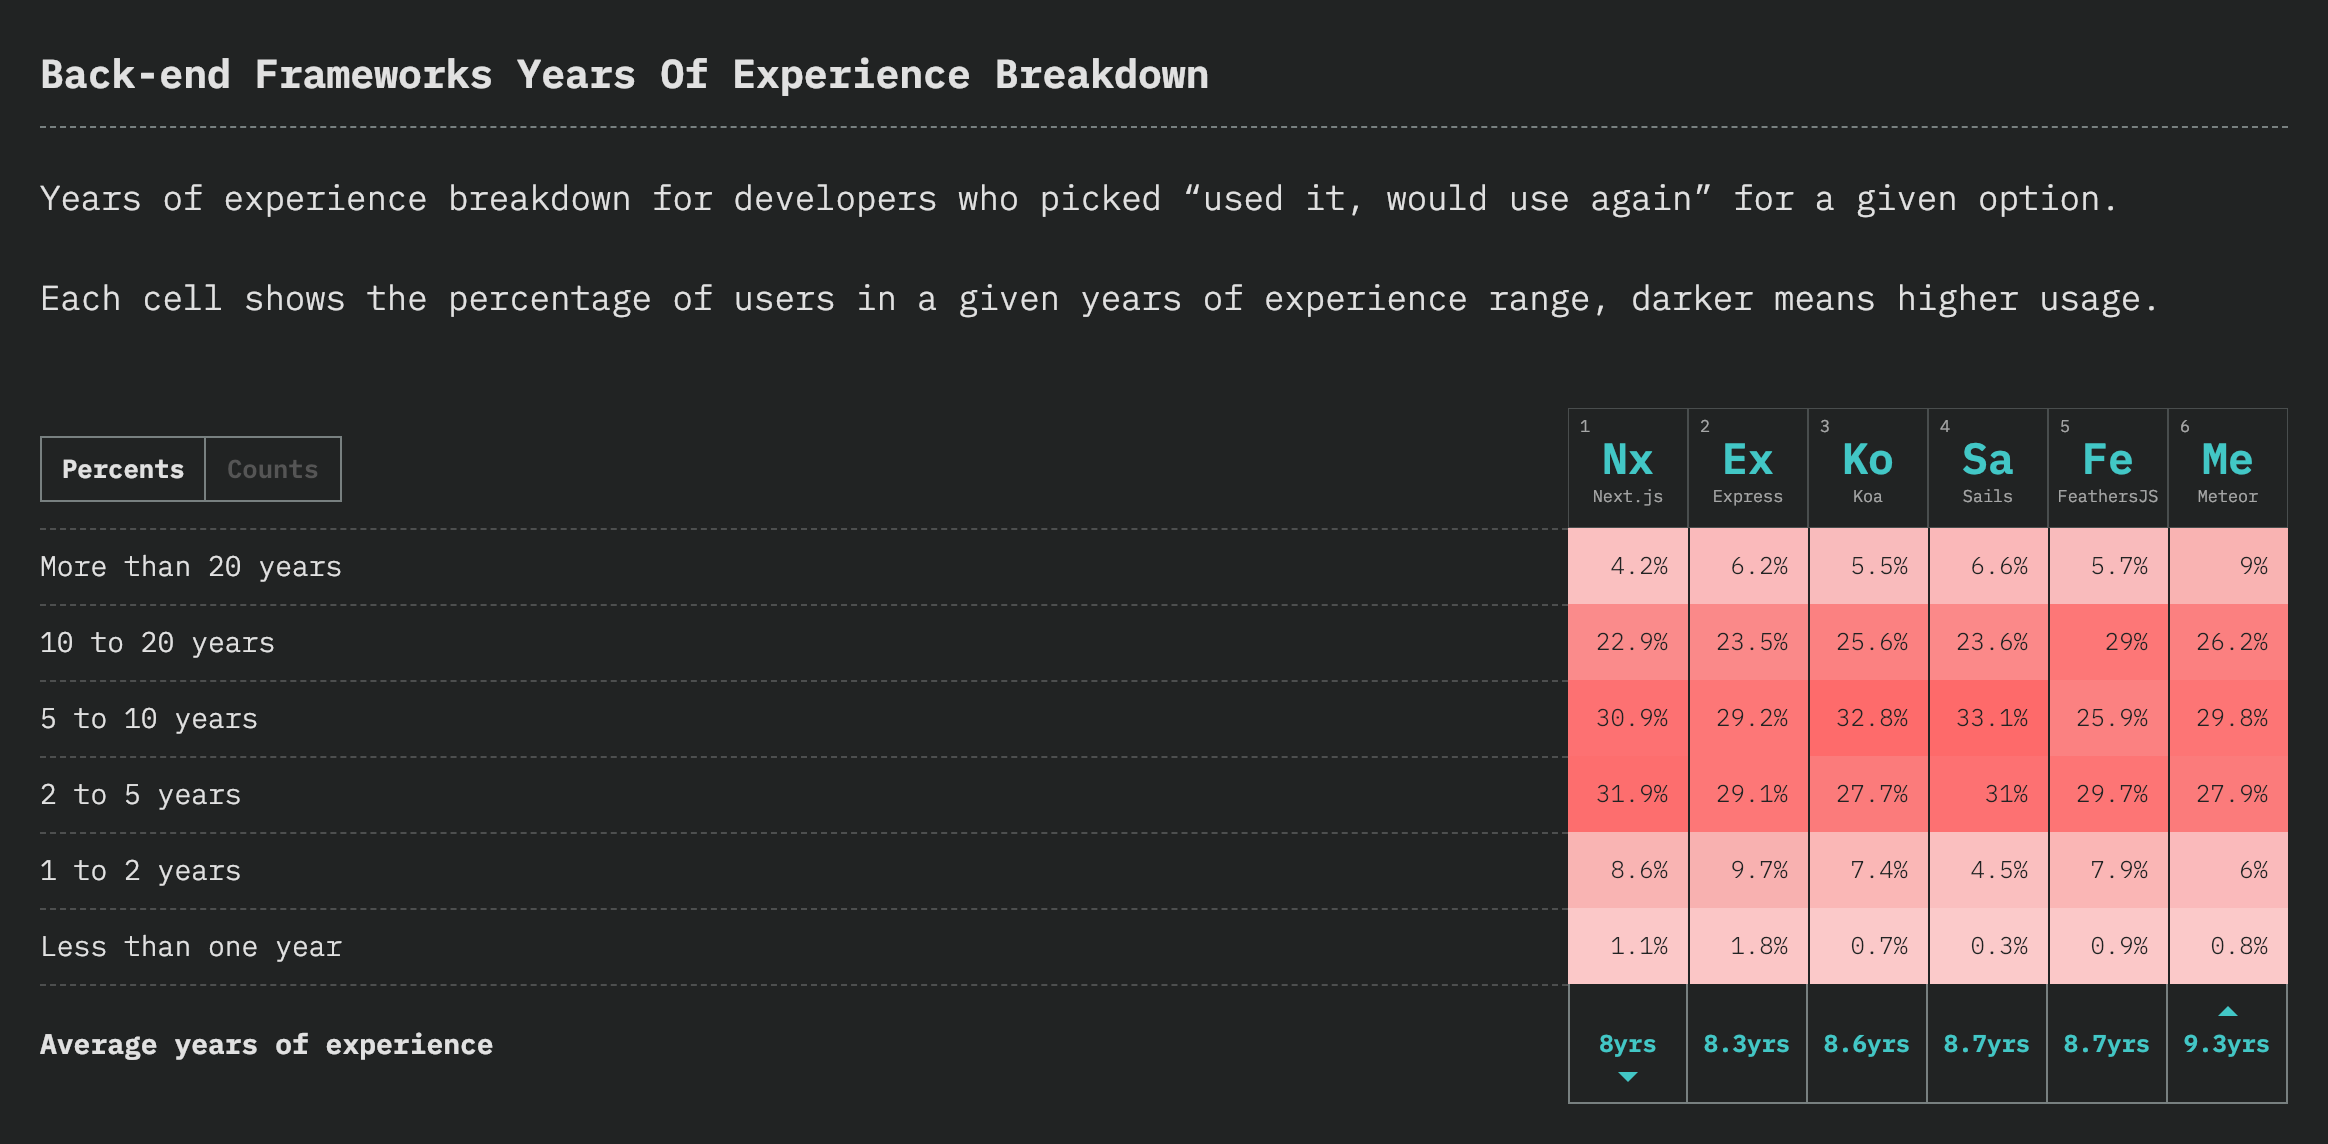 Back-end Frameworks Years Of Experience Breakdown
Years of experience breakdown for developers who picked “used it, would use again” for a given option.
Each cell shows the percentage of users in a given years of experience range, darker means higher usage.
Percents Counts
1 2 3 4 5 6
Nx Ex Ko Sa Fe Me
Next.js Express Koa Sails FeathersJS Meteor
More than 20 years 4.2% 6.2% 5.5% 6.6% 5.7% 9%
10 to 20 years 22.9% 23.5% 25.6% 23.6% 29% 26.2%
5 to 10 years 30.9% 29.2% 32.8% 33.1% 25.9% 29.8%
2 to 5 years 31.9% 29.1% 27.7% 31% 29.7% 27.9%
1 to 2 years 8.6% 9.7% 7.4% 4.5% 7.9% 6%
Less than one year 1.1% 1.8% 0.7% 0.3% 0.9% 0.8%
Average years of experience 8yrs 8.3yrs 8.6yrs 8.7yrs 8.7yrs 9.3yrs